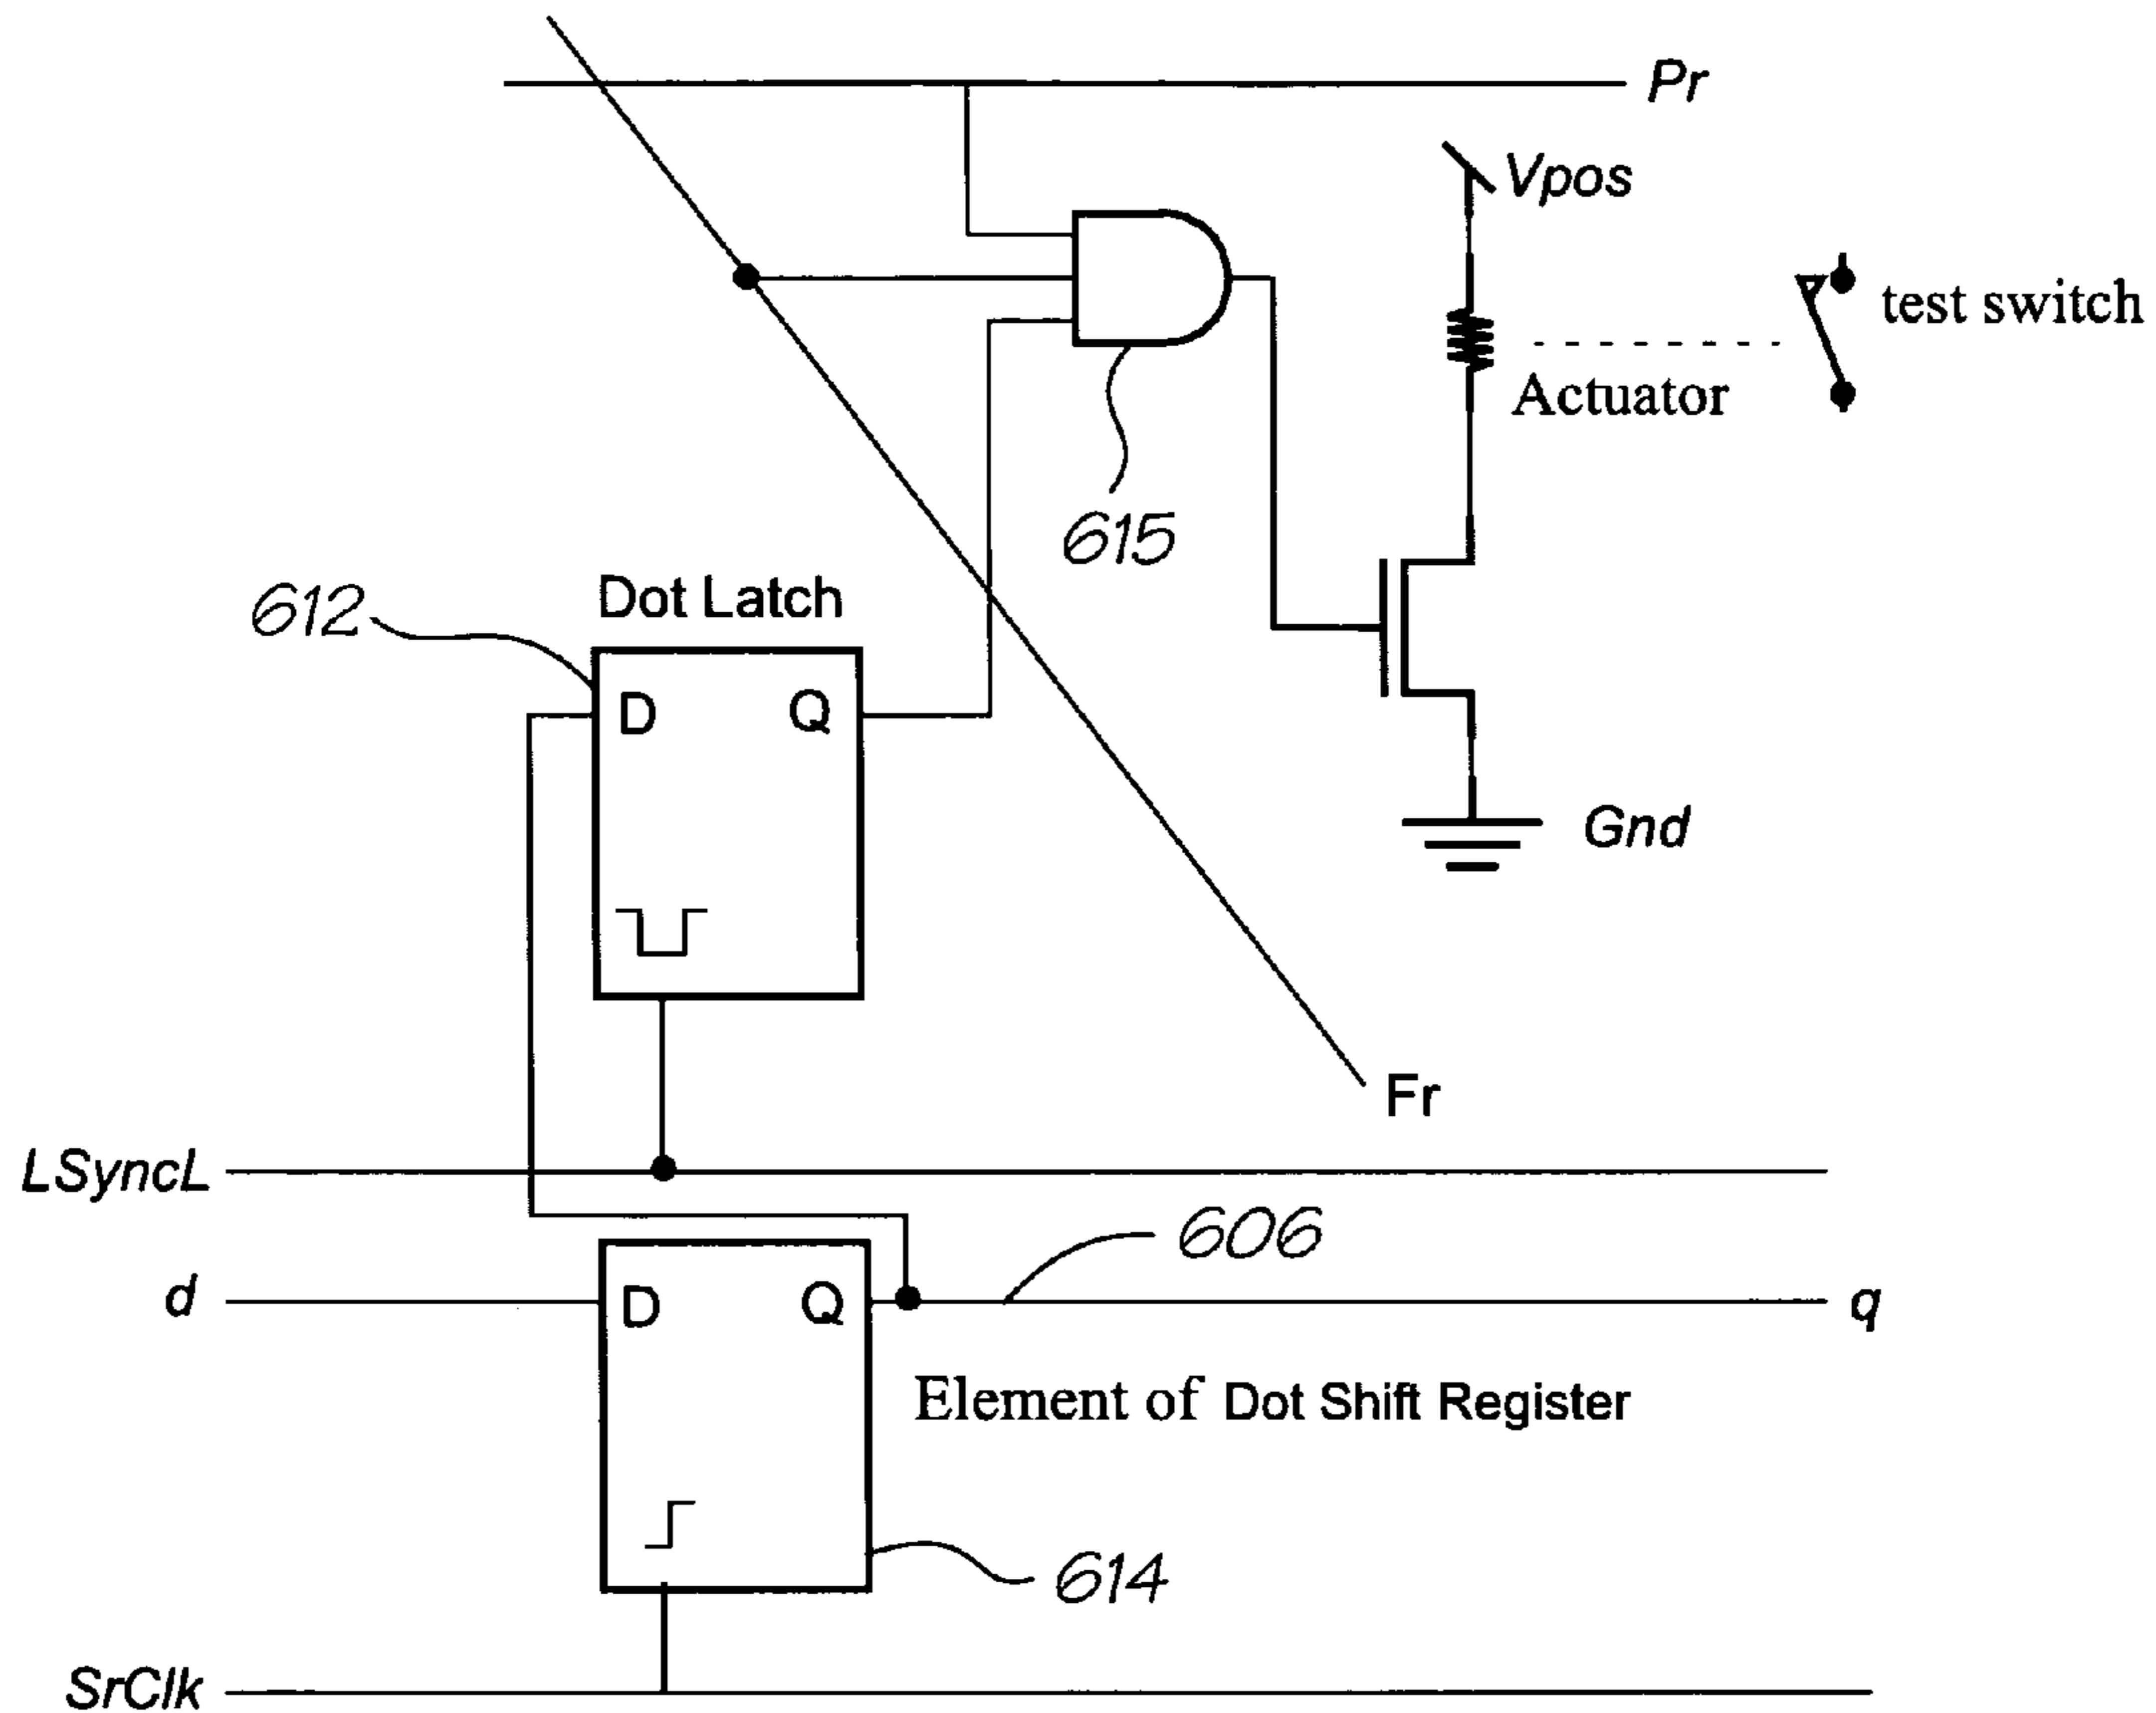 Pr
Vpos
test switch
Actuator
615
612
Dot Latch
D Q
Gnd
Fr
LSyncL
606
d
D Q
q
Element of Dot Shift Register
614
SrClk